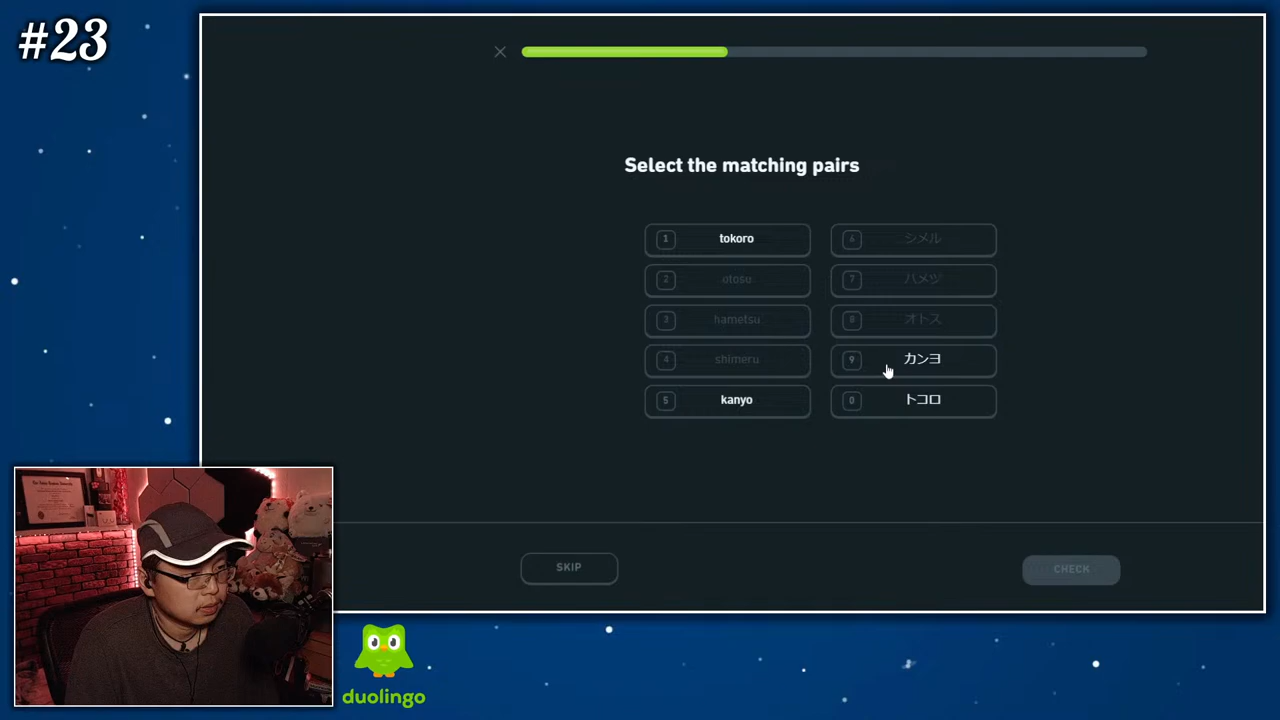 #23
Select the matching pairs
1 tokoro
6 シメル
2 otosu
7 ハメツ
3 hametsu
8 オトス
4 shimeru
9 カンヨ
5 kanyo
0 トコロ
SKIP
CHECK
duolingo